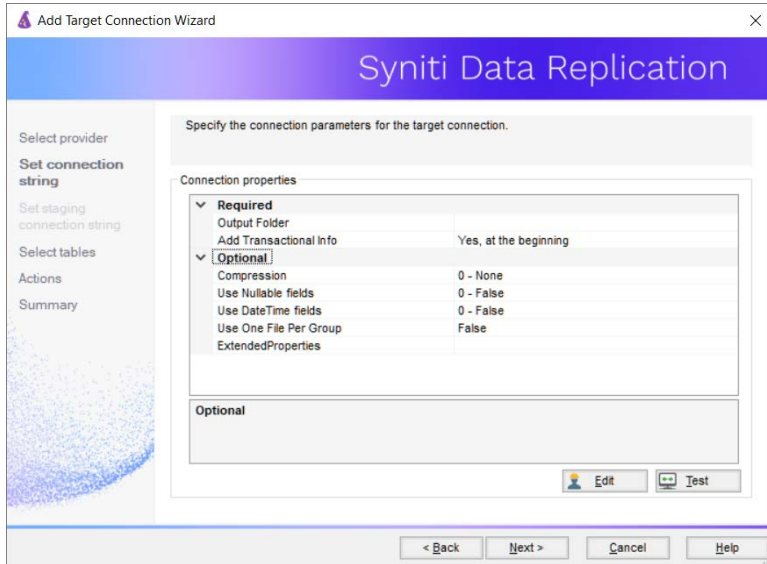 Add Target Connection Wizard
Syniti Data Replication
Select provider
Set connection
string
Set staging
connection string
Select tables
Actions
Summary
Specify the connection parameters for the target connection.
Connection properties
Required
Output Folder
Add Transactional Info Yes, at the beginning
Optional
Compression 0 - None
Use Nullable fields 0 - False
Use DateTime fields 0 - False
Use One File Per Group False
ExtendedProperties
Optional
Edit Test
< Back Next > Cancel Help